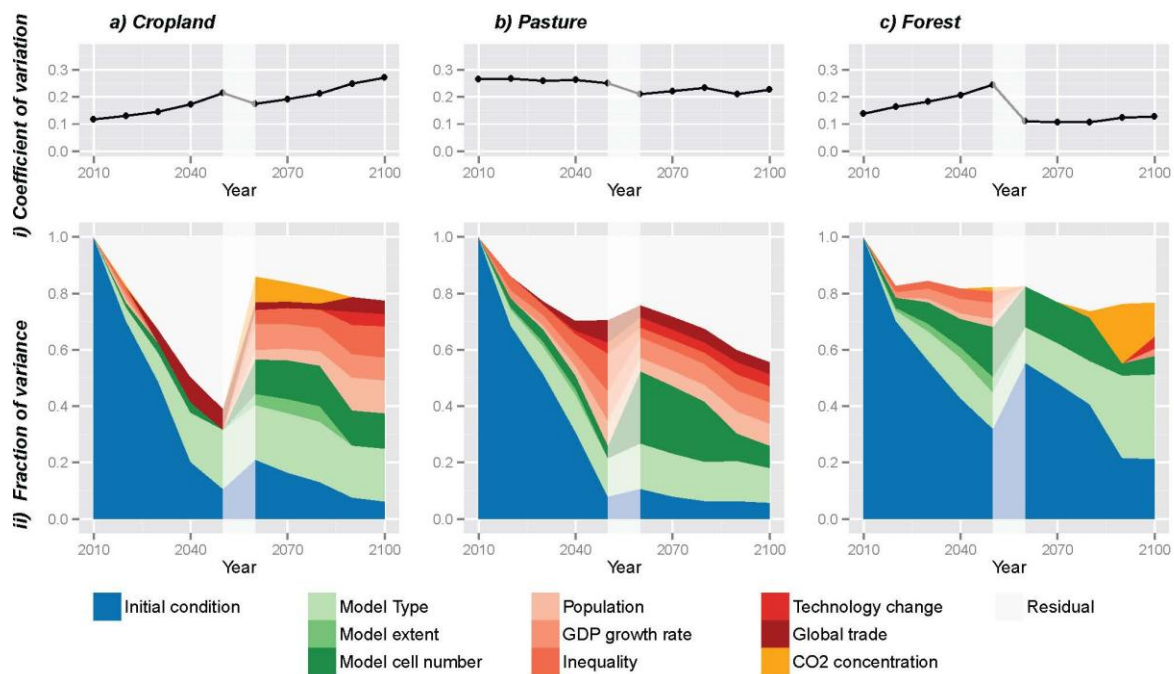 a) Cropland
b) Pasture
c) Forest
i) Coefficient of variation
0.3
0.2
0.1
0.0
2010 2040 2070 2100
Year
0.3
0.2
0.1
0.0
2010 2040 2070 2100
Year
0.3
0.2
0.1
0.0
2010 2040 2070 2100
Year
ii) Fraction of variance
1.0
0.8
0.6
0.4
0.2
0.0
2010 2040 2070 2100
Year
1.0
0.8
0.6
0.4
0.2
0.0
2010 2040 2070 2100
Year
1.0
0.8
0.6
0.4
0.2
0.0
2010 2040 2070 2100
Year
Initial condition
Model Type
Model extent
Model cell number
Population
GDP growth rate
Inequality
Technology change
Global trade
CO2 concentration
Residual